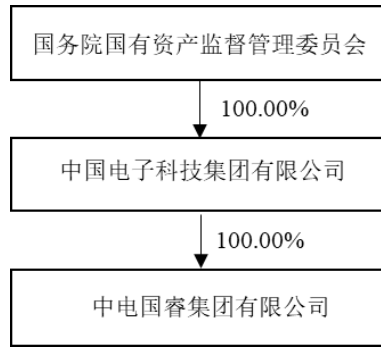 国务院国有资产监督管理委员会
100.00%
中国电子科技集团有限公司
100.00%
中电国睿集团有限公司